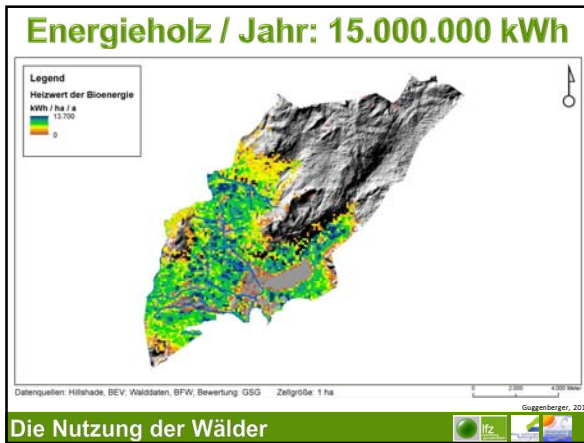 Energieholz / Jahr: 15.000.000 kWh
Legend
Heizwert der Bioenergie
kWh / ha / a
13.700
0
Datenquellen: Hillshade, BEV; Walddaten, BFW; Bewertung: GSG Zellgröße: 1 ha
0 2.000 4.000 Meter
Guggenberger, 201
Die Nutzung der Wälder
lfz